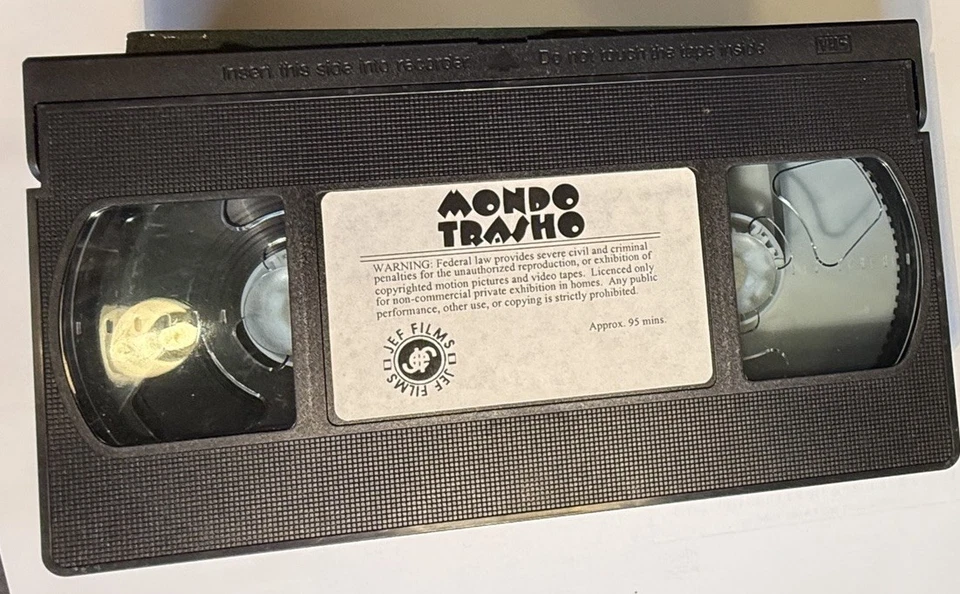 Insert this side into recorder
Do not touch the tape inside
VHS
MONDO
TRASHO
WARNING: Federal law provides severe civil and criminal
penalties for the unauthorized reproduction, or exhibition of
copyrighted motion pictures and video tapes. Licenced only
for non-commercial private exhibition in homes. Any public
performance, other use, or copying is strictly prohibited.
Approx. 95 mins.
JEF FILMS
JEF FILMS